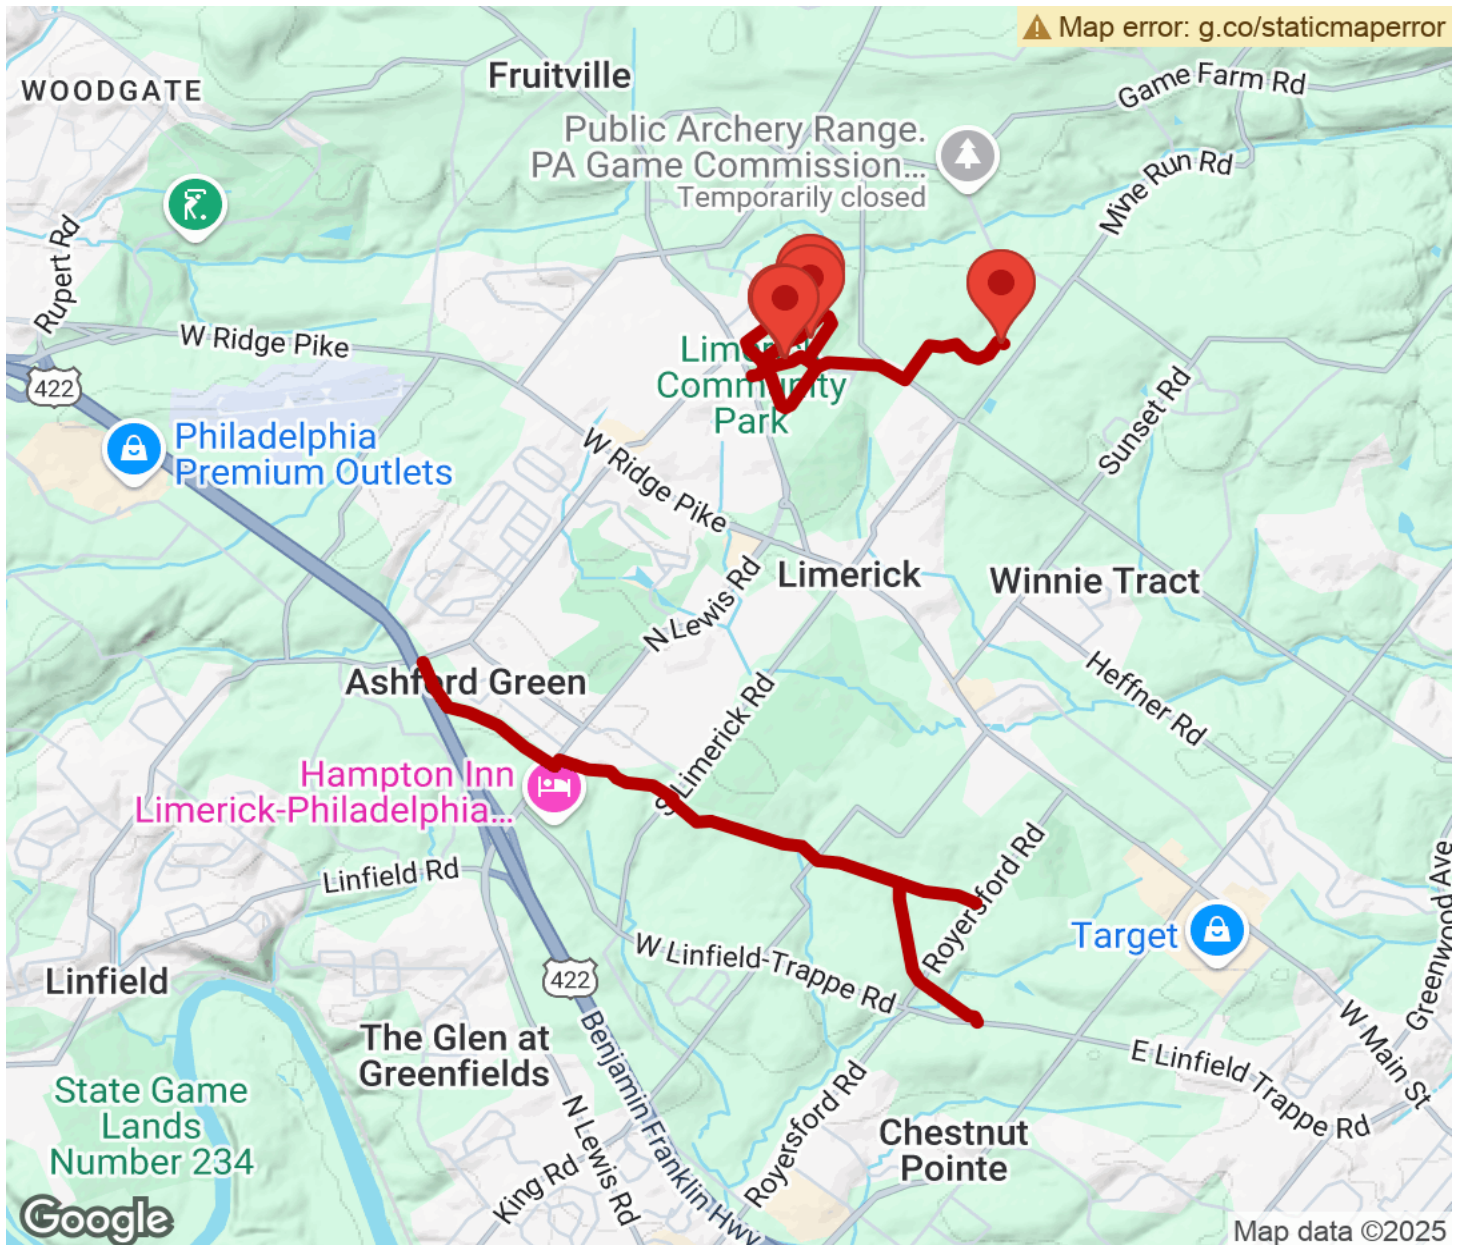 Map error: g.co/staticmaperror
Fruitville
WOODGATE
Game Farm Rd
Public Archery Range.
PA Game Commission...
Temporarily closed
Mine Run Rd
Rupert Rd
W Ridge Pike
Limerick
Community
Park
422
Sunset Rd
Philadelphia
Premium Outlets
W Ridge Pike
N Lewis Rd
Limerick
Winnie Tract
Ashford Green
Heffner Rd
S Limerick Rd
Hampton Inn
Limerick-Philadelphia...
Linfield Rd
Royersford Rd
Greenwood Ave
Target
W Linfield-Trappe Rd
Linfield
422
W Main St
The Glen at
Greenfields
Benjamin Franklin Hwy
E Linfield Trappe Rd
State Game
Lands
Number 234
N Lewis Rd
Royersford Rd
Chestnut
Pointe
King Rd
Google
Map data ©2025